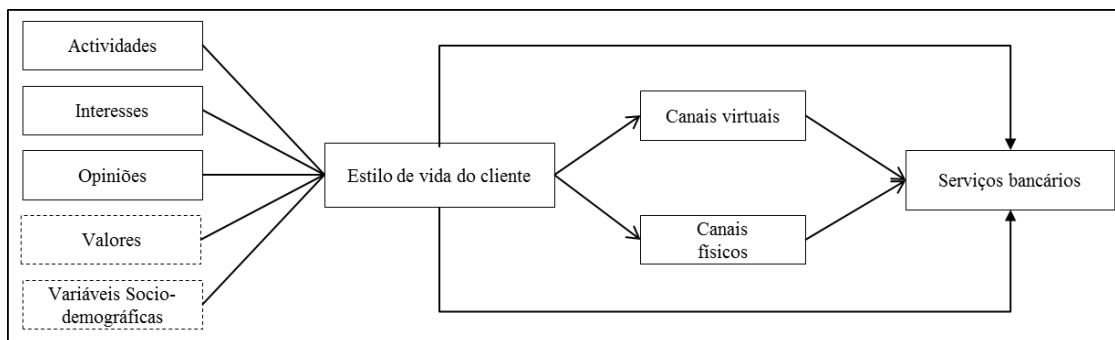 Actividades
Interesses
Opiniões
Valores
Variáveis Socio-
demográficas
Estilo de vida do cliente
Canais virtuais
Canais
físicos
Serviços bancários